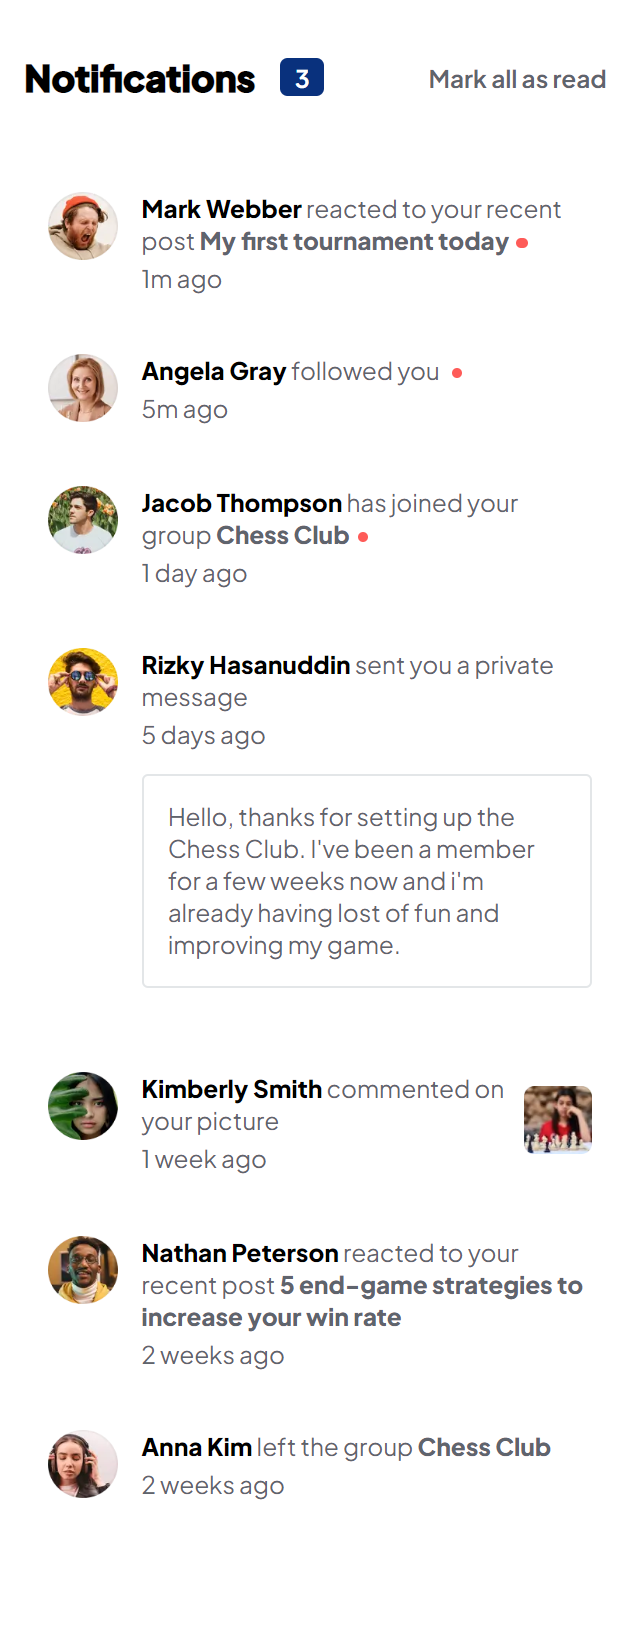 Notifications 3 Mark all as read
Mark Webber reacted to your recent
post My first tournament today
1m ago
Angela Gray followed you
5m ago
Jacob Thompson has joined your
group Chess Club
1 day ago
Rizky Hasanuddin sent you a private
message
5 days ago
Hello, thanks for setting up the
Chess Club. I've been a member
for a few weeks now and i'm
already having lost of fun and
improving my game.
Kimberly Smith commented on
your picture
1 week ago
Nathan Peterson reacted to your
recent post 5 end-game strategies to
increase your win rate
2 weeks ago
Anna Kim left the group Chess Club
2 weeks ago